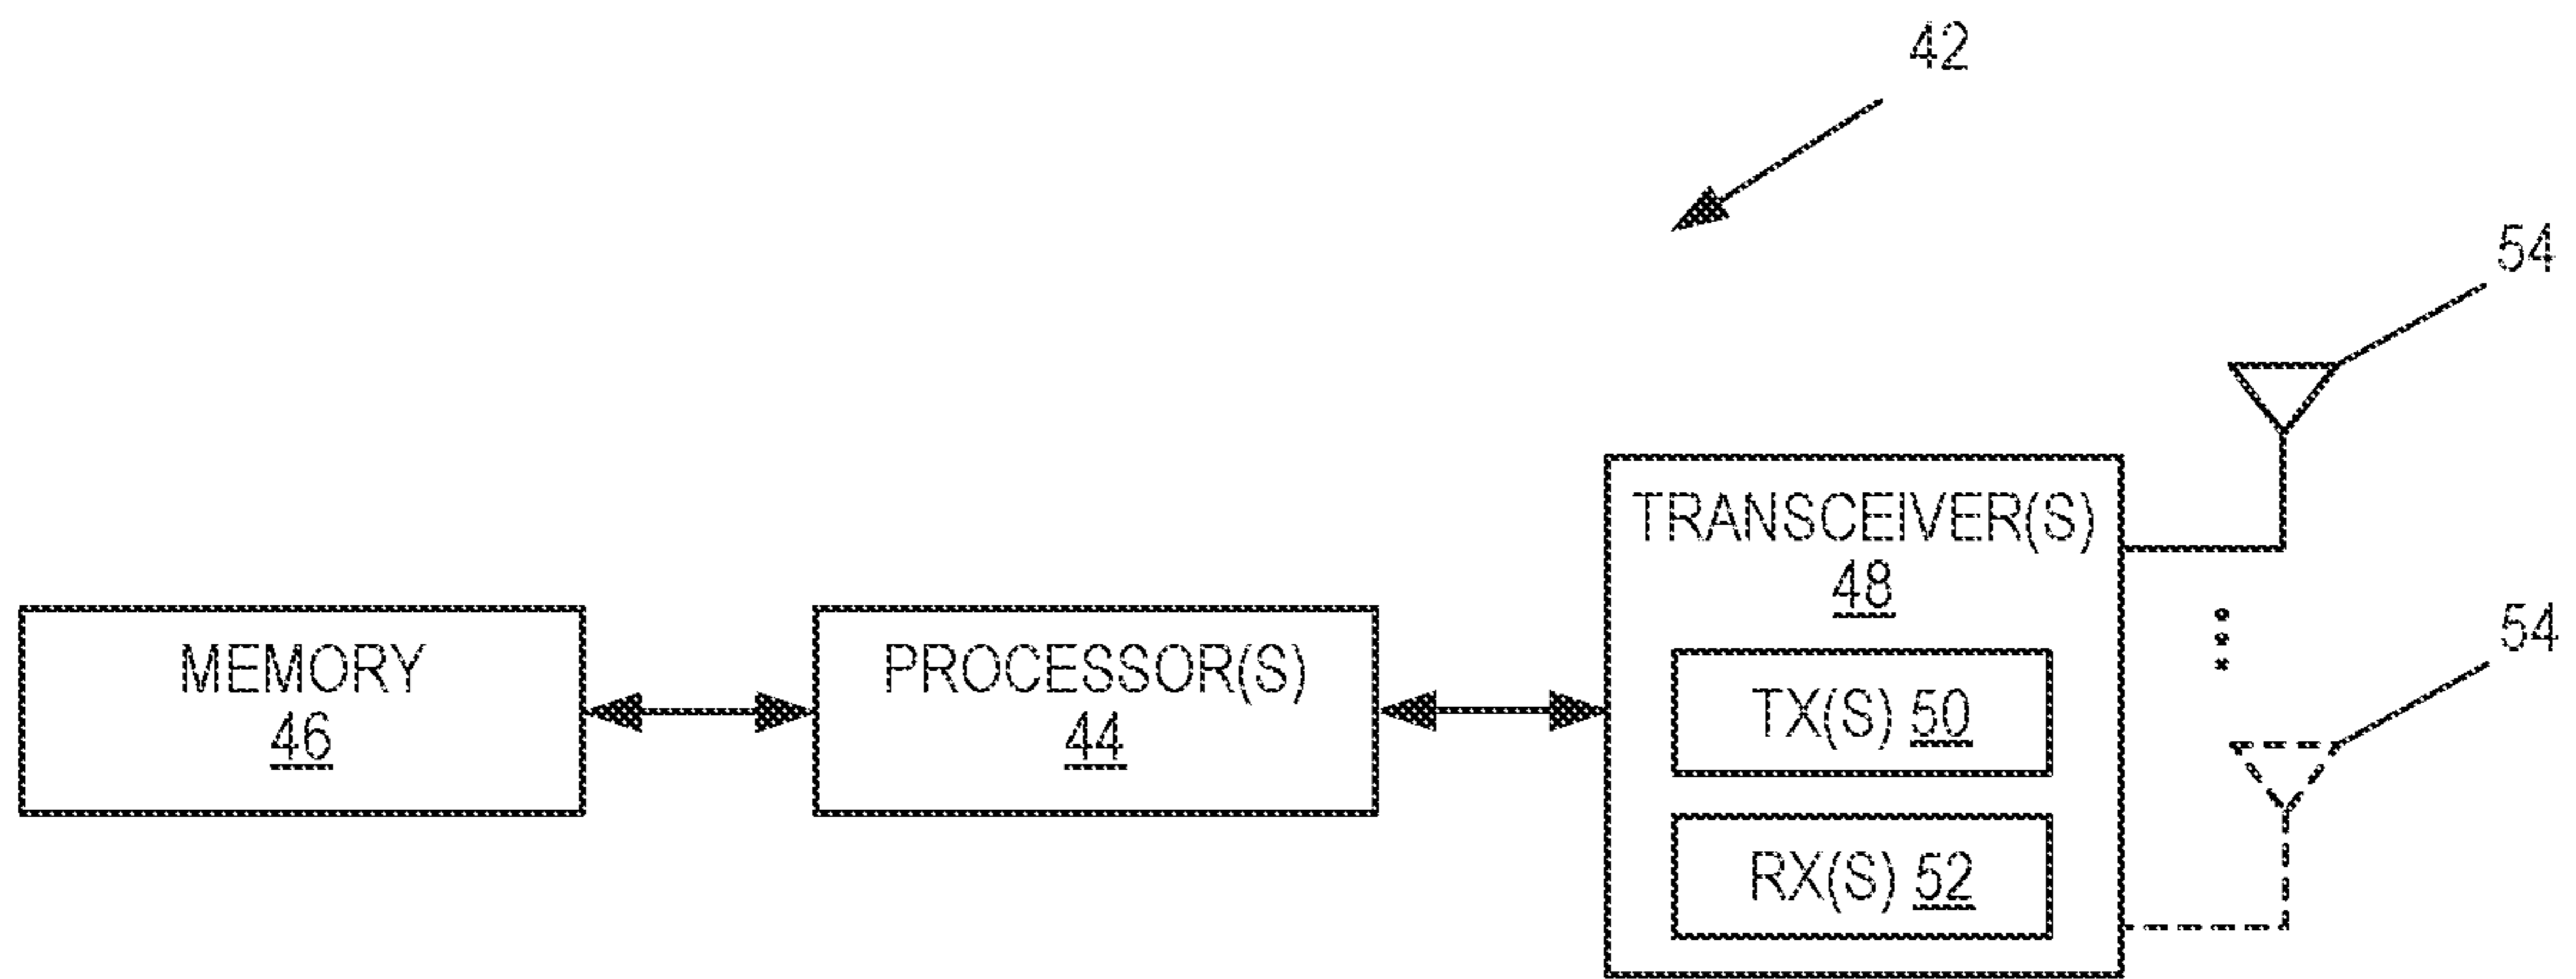 42
54
TRANSCEIVER(S)
48
54
MEMORY
46
PROCESSOR(S)
44
TX(S) 50
RX(S) 52